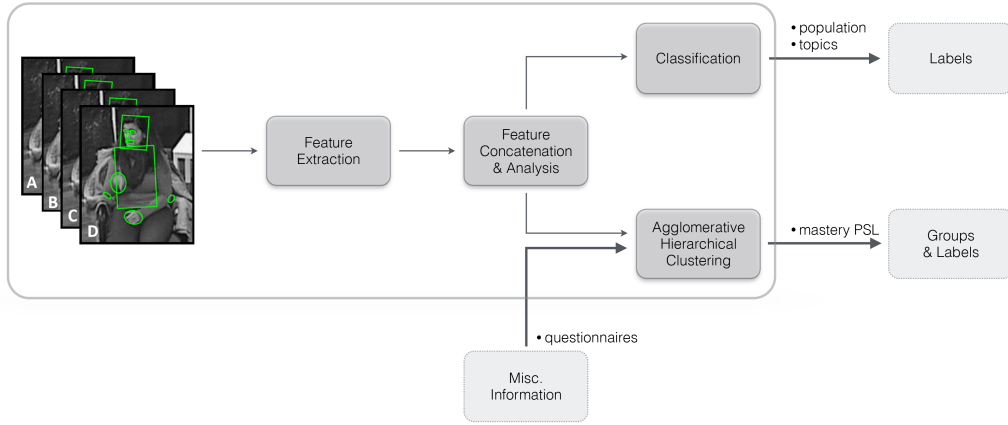 A
B
C
D
Feature
Extraction
Feature
Concatenation
& Analysis
Classification
• population
• topics
Labels
Agglomerative
Hierarchical
Clustering
• mastery PSL
Groups
& Labels
• questionnaires
Misc.
Information